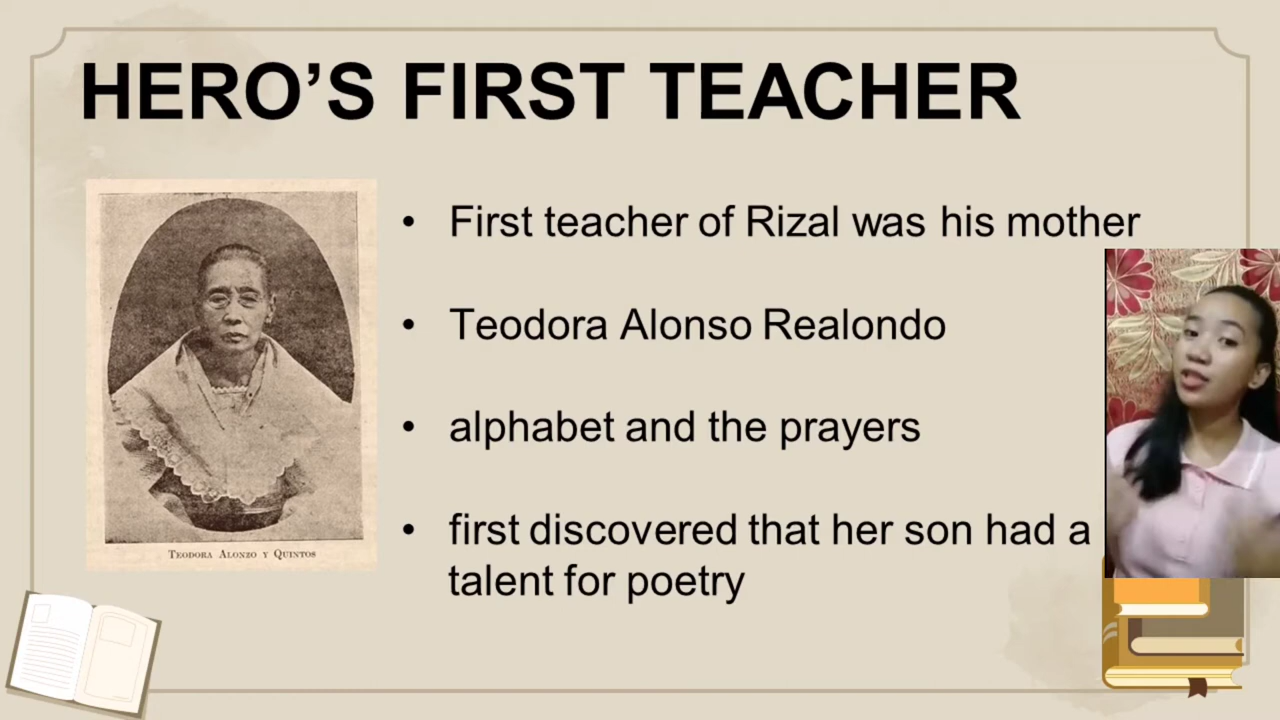 HERO’S FIRST TEACHER
• First teacher of Rizal was his mother
• Teodora Alonso Realondo
• alphabet and the prayers
• first discovered that her son had a
talent for poetry
TEODORA ALONZO Y QUINTOS